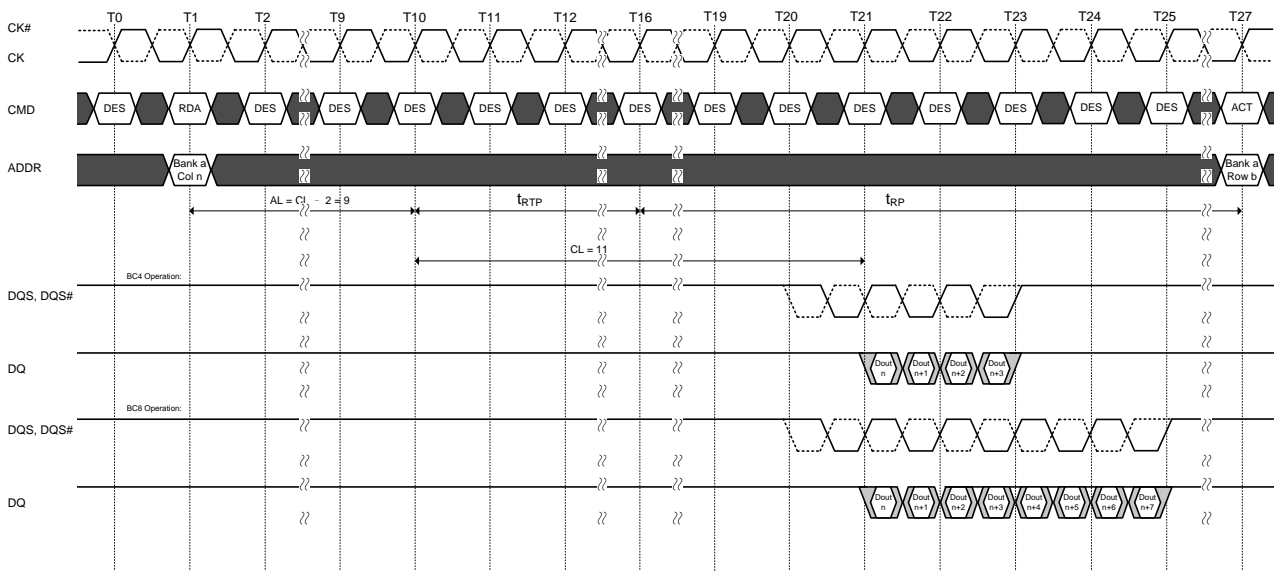 T0 T1 T2 T9 T10 T11 T12 T16 T19 T20 T21 T22 T23 T24 T25 T27
CK#
CK
CMD DES RDA DES DES DES DES DES DES DES DES DES DES DES DES DES ACT
ADDR Bank a Bank a
Col n Row b
AL = CL - 2 = 9 tRTP tRP
CL = 11
BC4 Operation:
DQS, DQS#
DQ Dout Dout Dout Dout
n n+1 n+2 n+3
BC8 Operation:
DQS, DQS#
DQ Dout Dout Dout Dout Dout Dout Dout Dout
n n+1 n+2 n+3 n+4 n+5 n+6 n+7